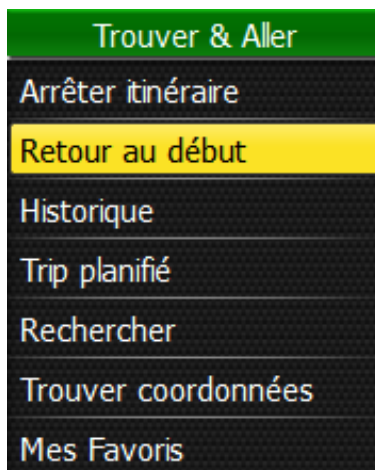 Trouver & Aller
Arrêter itinéraire
Retour au début
Historique
Trip planifié
Rechercher
Trouver coordonnées
Mes Favoris